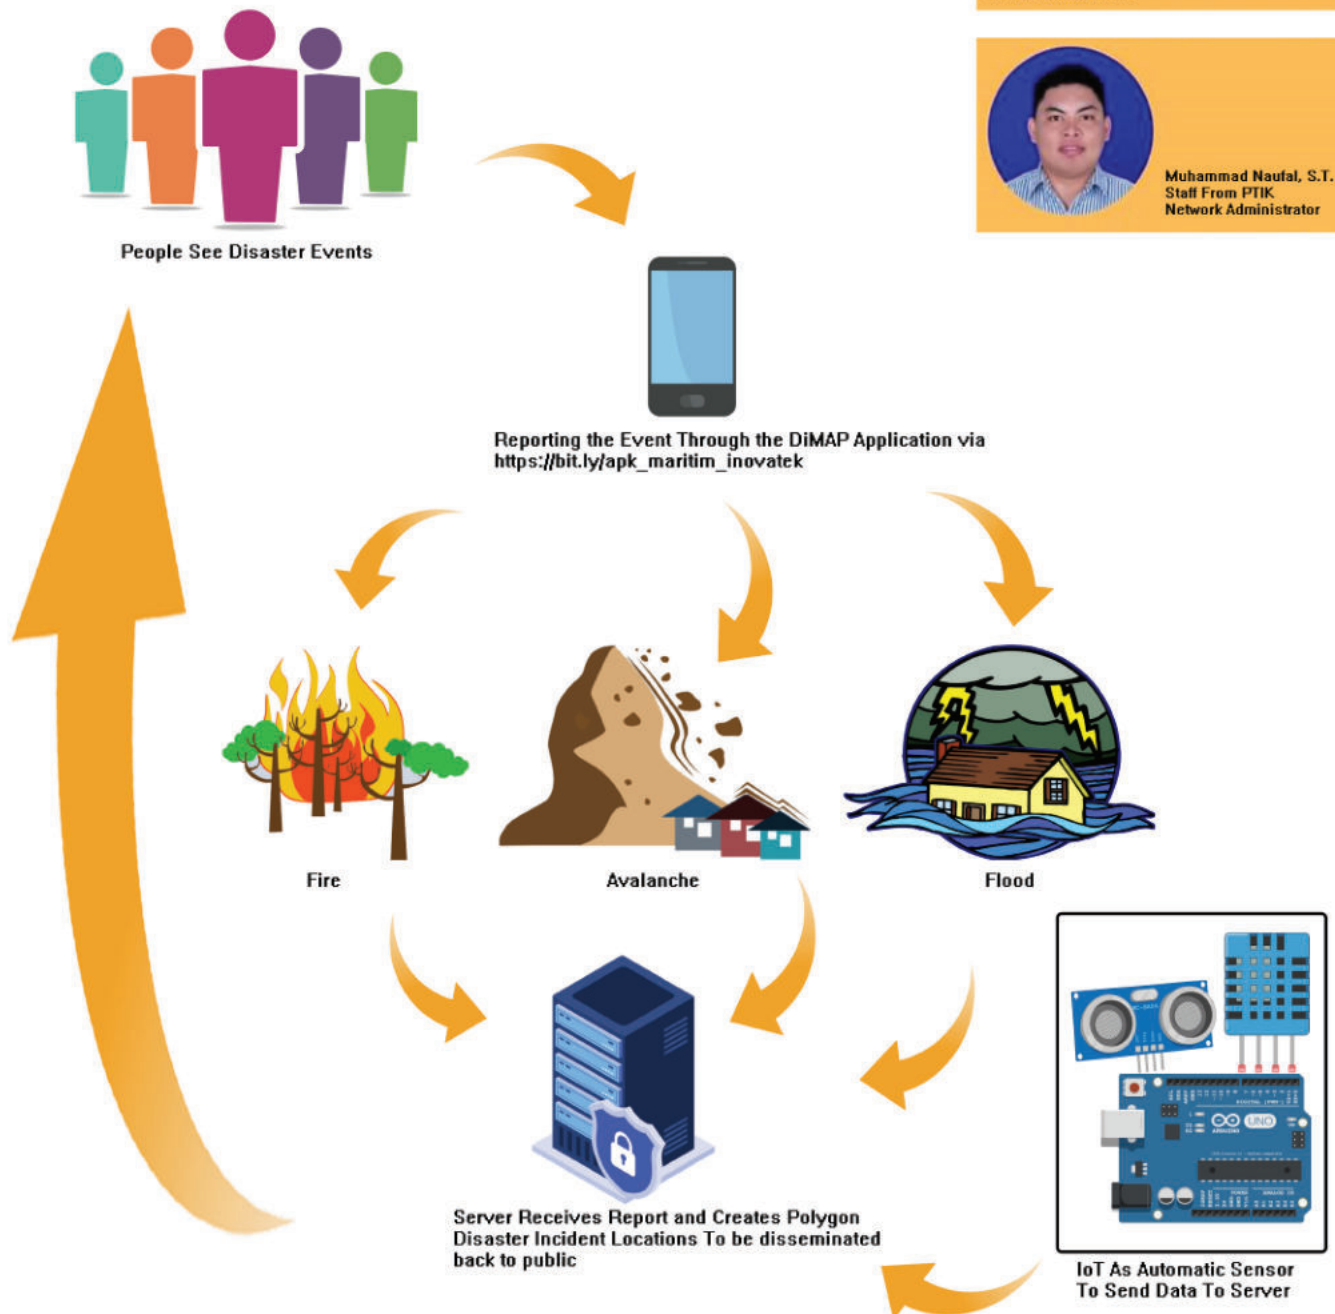 Muhammad Naufal, S.T.
Staff From PTIK
Network Administrator
People See Disaster Events
Reporting the Event Through the DiMAP Application via
https://bit.ly/apk_maritim_inovatek
Fire
Avalanche
Flood
UNO
ARDUINO
Server Receives Report and Creates Polygon
Disaster Incident Locations To be disseminated
back to public
IoT As Automatic Sensor
To Send Data To Server